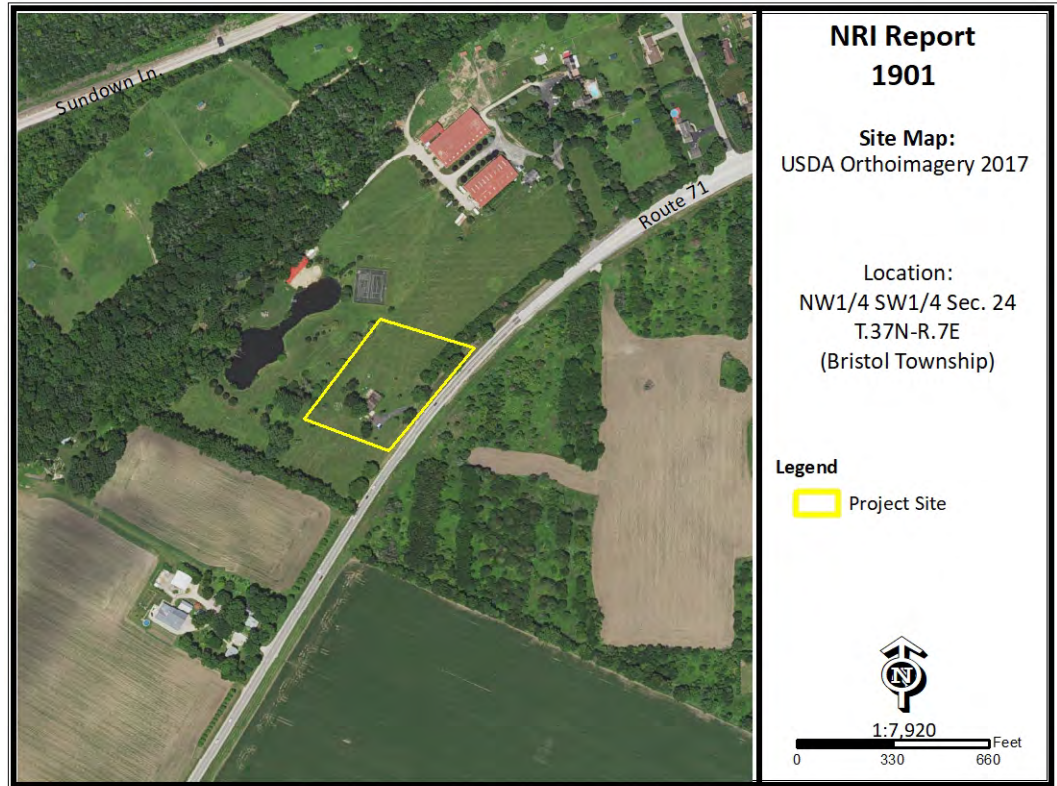 Sundown Ln.
Route 71
NRI Report
1901
Site Map:
USDA Orthoimagery 2017
Location:
NW1/4 SW1/4 Sec. 24
T.37N-R.7E
(Bristol Township)
Legend
Project Site
N
1:7,920
Feet
0 330 660